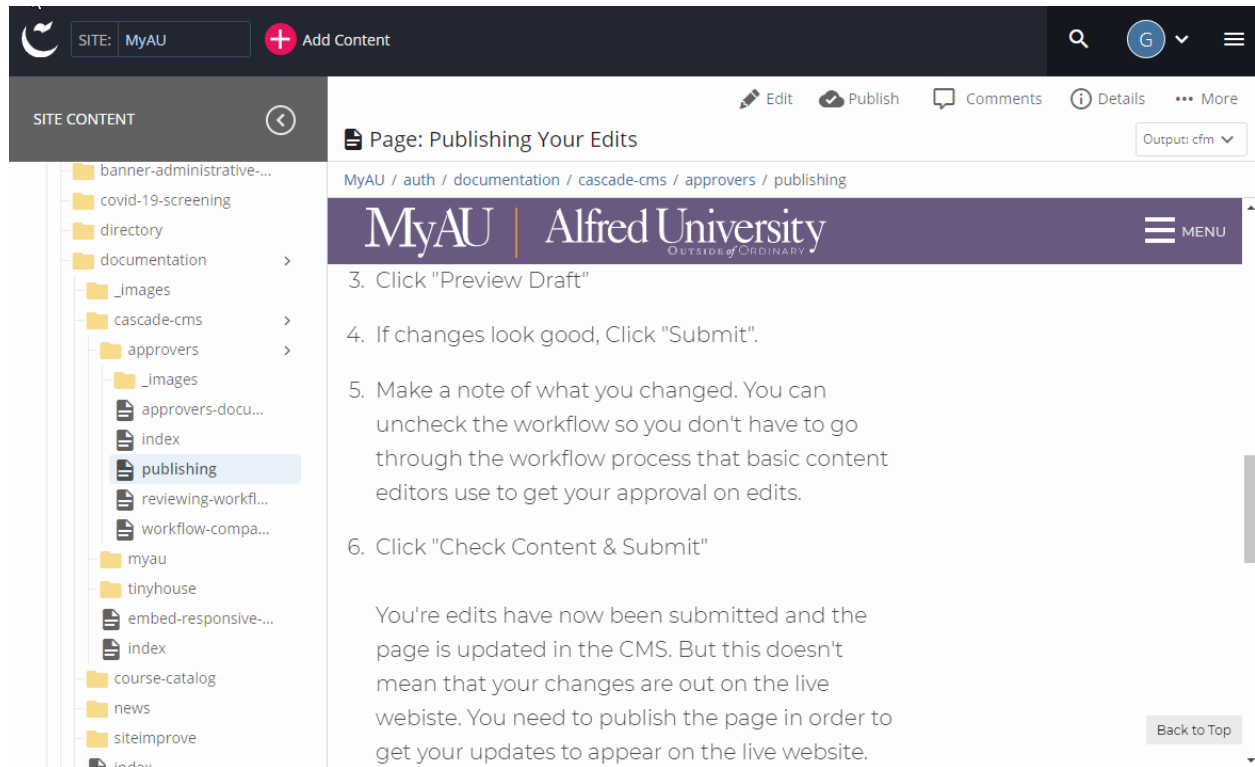 SITE: MyAU
Add Content
G
SITE CONTENT
Edit Publish Comments Details ••• More
Page: Publishing Your Edits
Output: cfm
MyAU / auth / documentation / cascade-cms / approvers / publishing
banner-administrative-...
covid-19-screening
directory
documentation
_images
cascade-cms
approvers
_images
approvers-docu...
index
publishing
reviewing-workfl...
workflow-compa...
myau
tinyhouse
embed-responsive-...
index
course-catalog
news
siteimprove
index
MyAU | Alfred University
OUTSIDE of ORDINARY
MENU
3. Click "Preview Draft"
4. If changes look good, Click "Submit".
5. Make a note of what you changed. You can
uncheck the workflow so you don't have to go
through the workflow process that basic content
editors use to get your approval on edits.
6. Click "Check Content & Submit"
You're edits have now been submitted and the
page is updated in the CMS. But this doesn't
mean that your changes are out on the live
webiste. You need to publish the page in order to
get your updates to appear on the live website.
Back to Top